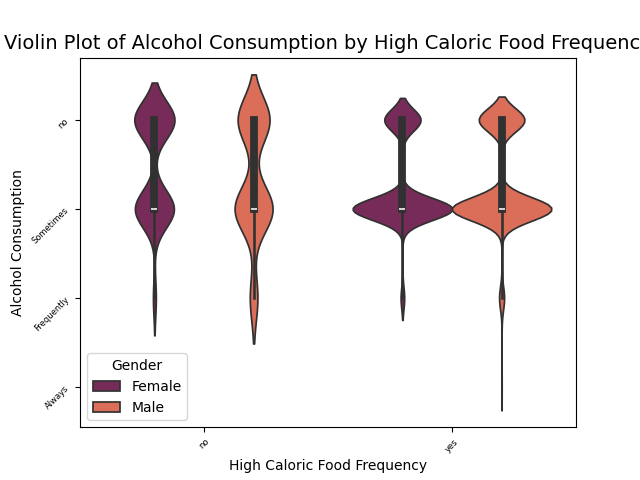 Violin Plot of Alcohol Consumption by High Caloric Food Frequenc
no
Sometimes
Frequently
Always
Alcohol Consumption
Gender
Female
Male
no
yes
High Caloric Food Frequency